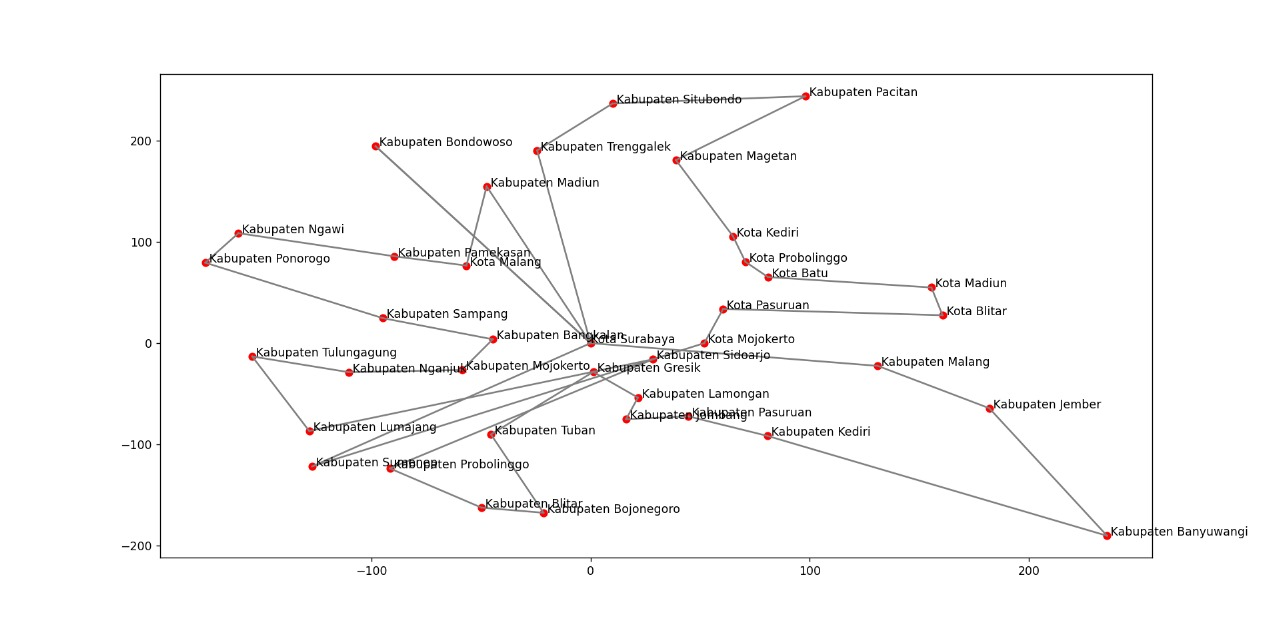 Kabupaten Pacitan
Kabupaten Situbondo
Kabupaten Bondowoso
Kabupaten Trenggalek
Kabupaten Magetan
Kabupaten Madiun
Kabupaten Ngawi
Kota Kediri
Kabupaten Pamekasan
Kabupaten Ponorogo
Kota Probolinggo
Kota Malang
Kota Batu
Kota Madiun
Kota Pasuruan
Kota Blitar
Kabupaten Sampang
Kabupaten Bangkalan
Kota Surabaya
Kota Mojokerto
Kabupaten Tulungagung
Kabupaten Sidoarjo
Kabupaten Malang
Kabupaten Nganjuk
Kabupaten Mojokerto
Kabupaten Gresik
Kabupaten Lamongan
Kabupaten Jember
Kabupaten Jombang
Kabupaten Pasuruan
Kabupaten Lumajang
Kabupaten Tuban
Kabupaten Kediri
Kabupaten Sumenep
Kabupaten Probolinggo
Kabupaten Blitar
Kabupaten Bojonegoro
Kabupaten Banyuwangi
200
100
0
−100
−200
−100
0
100
200